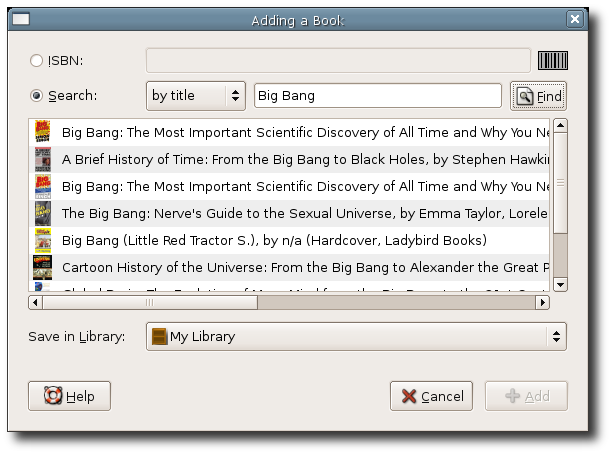 Adding a Book
ISBN:
Search: by title Big Bang Find
Big Bang: The Most Important Scientific Discovery of All Time and Why You Ne
A Brief History of Time: From the Big Bang to Black Holes, by Stephen Hawki
Big Bang: The Most Important Scientific Discovery of All Time and Why You Ne
The Big Bang: Nerve's Guide to the Sexual Universe, by Emma Taylor, Lorele
Big Bang (Little Red Tractor S.), by n/a (Hardcover, Ladybird Books)
Cartoon History of the Universe: From the Big Bang to Alexander the Great P
Save in Library: My Library
Help Cancel Add